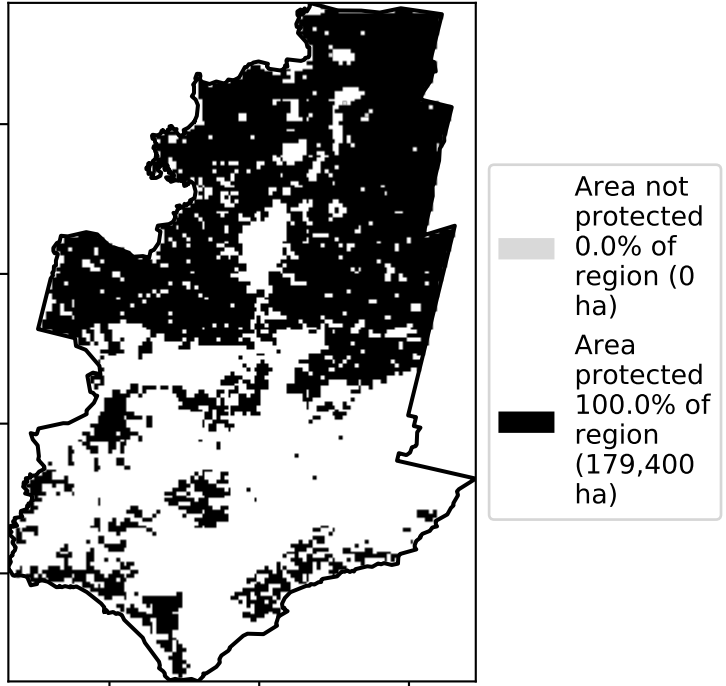 Area not
protected
0.0% of
region (0
ha)
Area
protected
100.0% of
region
(179,400
ha)